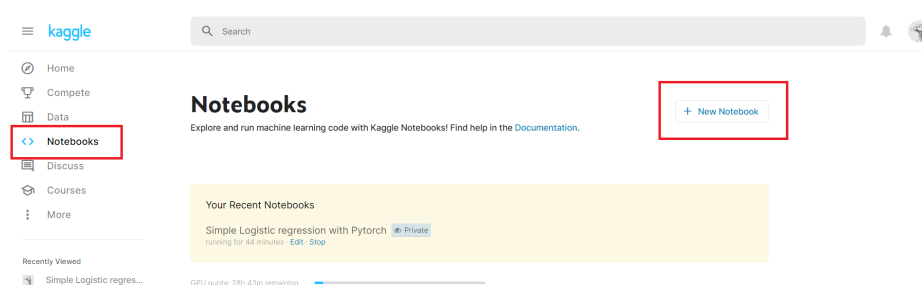 kaggle
Search
Home
Compete
Data
Notebooks
Discuss
Courses
More
Recently Viewed
Simple Logistic regres...
Notebooks
+ New Notebook
Explore and run machine learning code with Kaggle Notebooks! Find help in the Documentation.
Your Recent Notebooks
Simple Logistic regression with Pytorch Private
running for 44 minutes · Edit · Stop
GPU quota: 28h 43m remaining